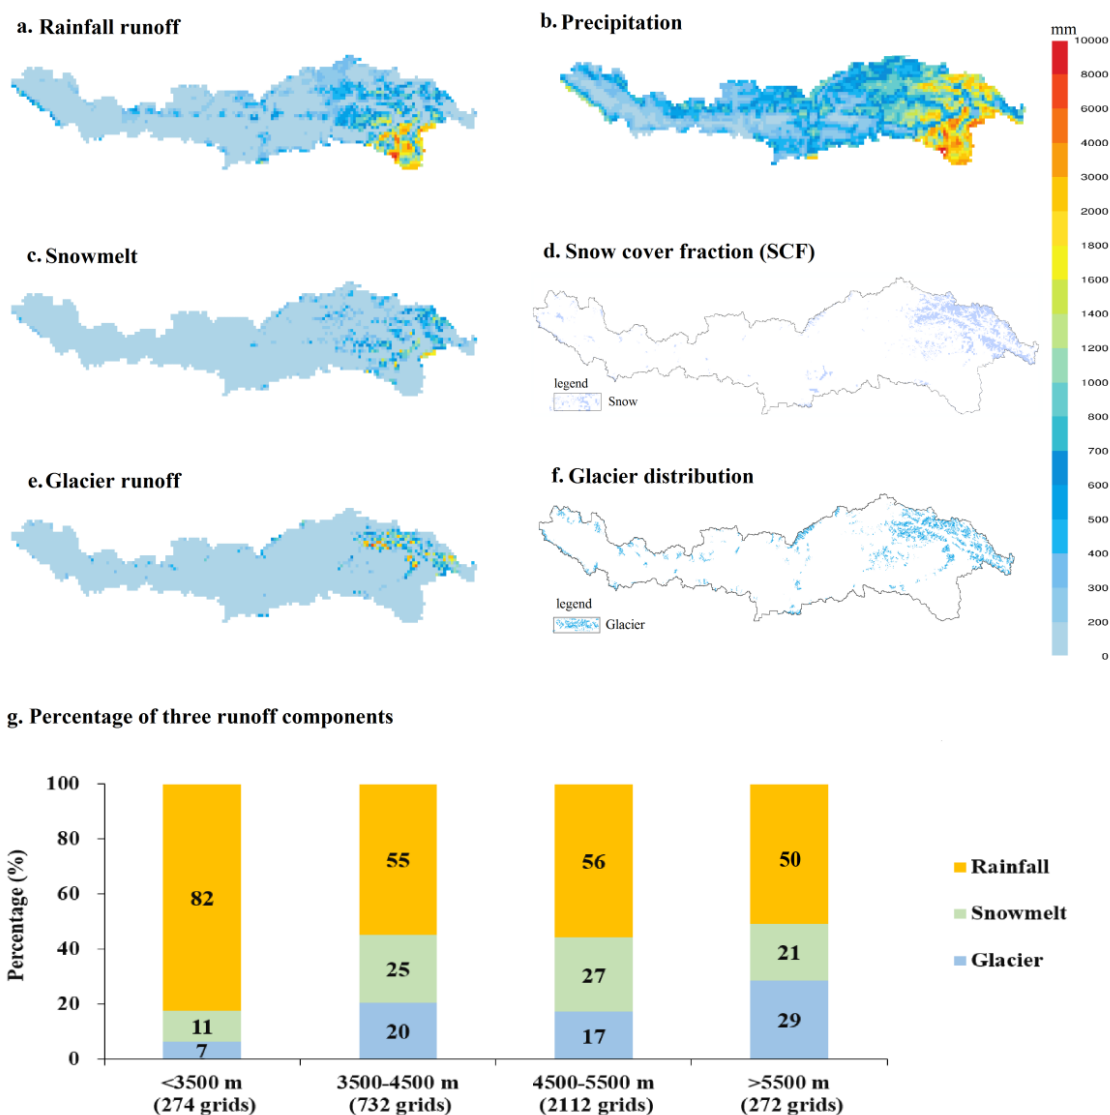 a. Rainfall runoff
b. Precipitation
mm
10000
8000
6000
4000
3000
2000
1800
1600
1400
1200
1000
800
700
600
500
400
300
200
0
c. Snowmelt
d. Snow cover fraction (SCF)
legend
Snow
e. Glacier runoff
f. Glacier distribution
legend
Glacier
g. Percentage of three runoff components
Percentage (%)
100
80
60
40
20
0
82
11
7
55
25
20
56
27
17
50
21
29
Rainfall
Snowmelt
Glacier
<3500 m
(274 grids)
3500-4500 m
(732 grids)
4500-5500 m
(2112 grids)
>5500 m
(272 grids)